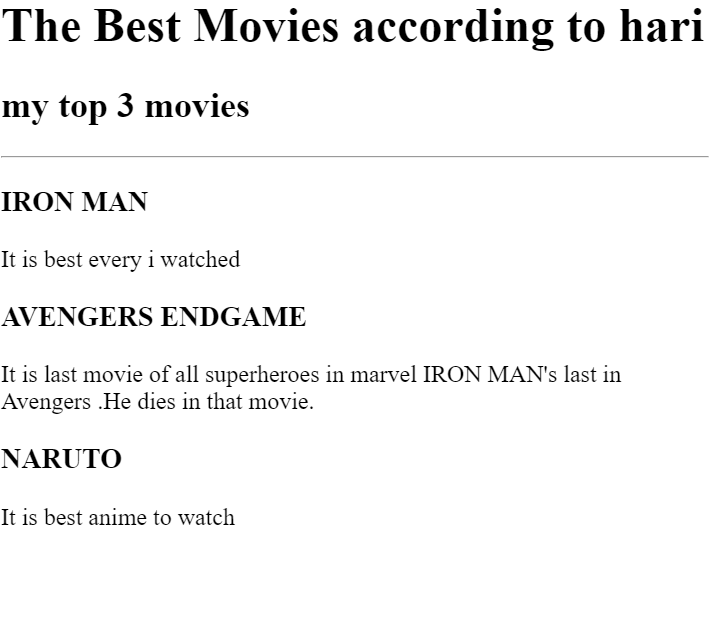 The Best Movies according to hari
my top 3 movies
IRON MAN
It is best every i watched
AVENGERS ENDGAME
It is last movie of all superheroes in marvel IRON MAN's last in
Avengers .He dies in that movie.
NARUTO
It is best anime to watch